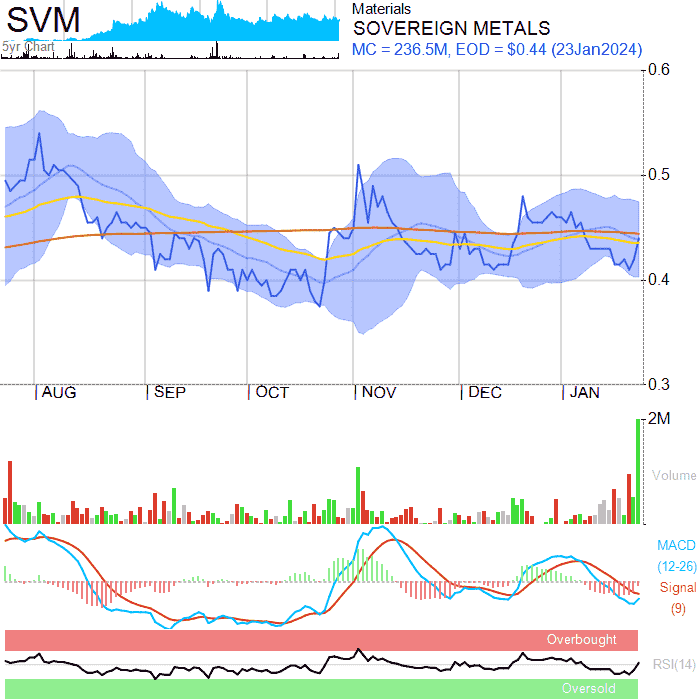 SVM
Materials
SOVEREIGN METALS
5yr Chart
MC = 236.5M, EOD = $0.44 (23Jan2024)
0.6
0.5
0.4
0.3
AUG SEP OCT NOV DEC JAN
2M
Volume
MACD
(12-26)
Signal
(9)
Overbought
RSI(14)
Oversold